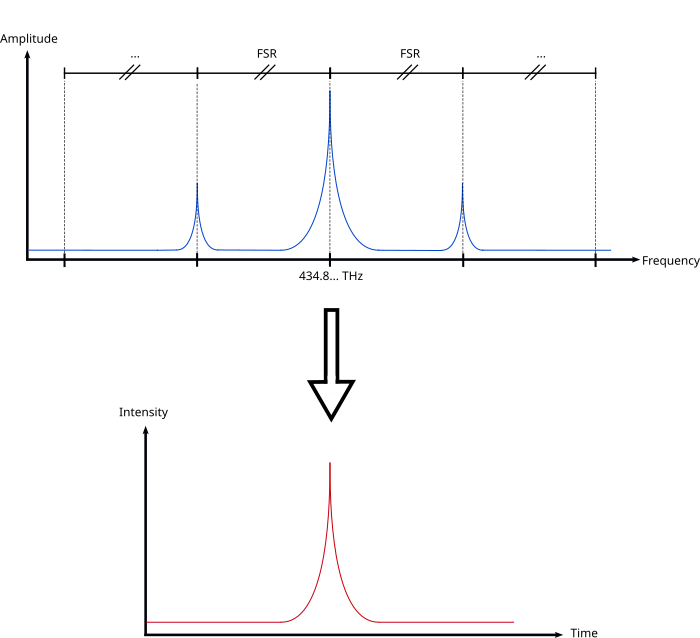 Amplitude
... FSR FSR ...
Frequency
434.8... THz
Intensity
Time